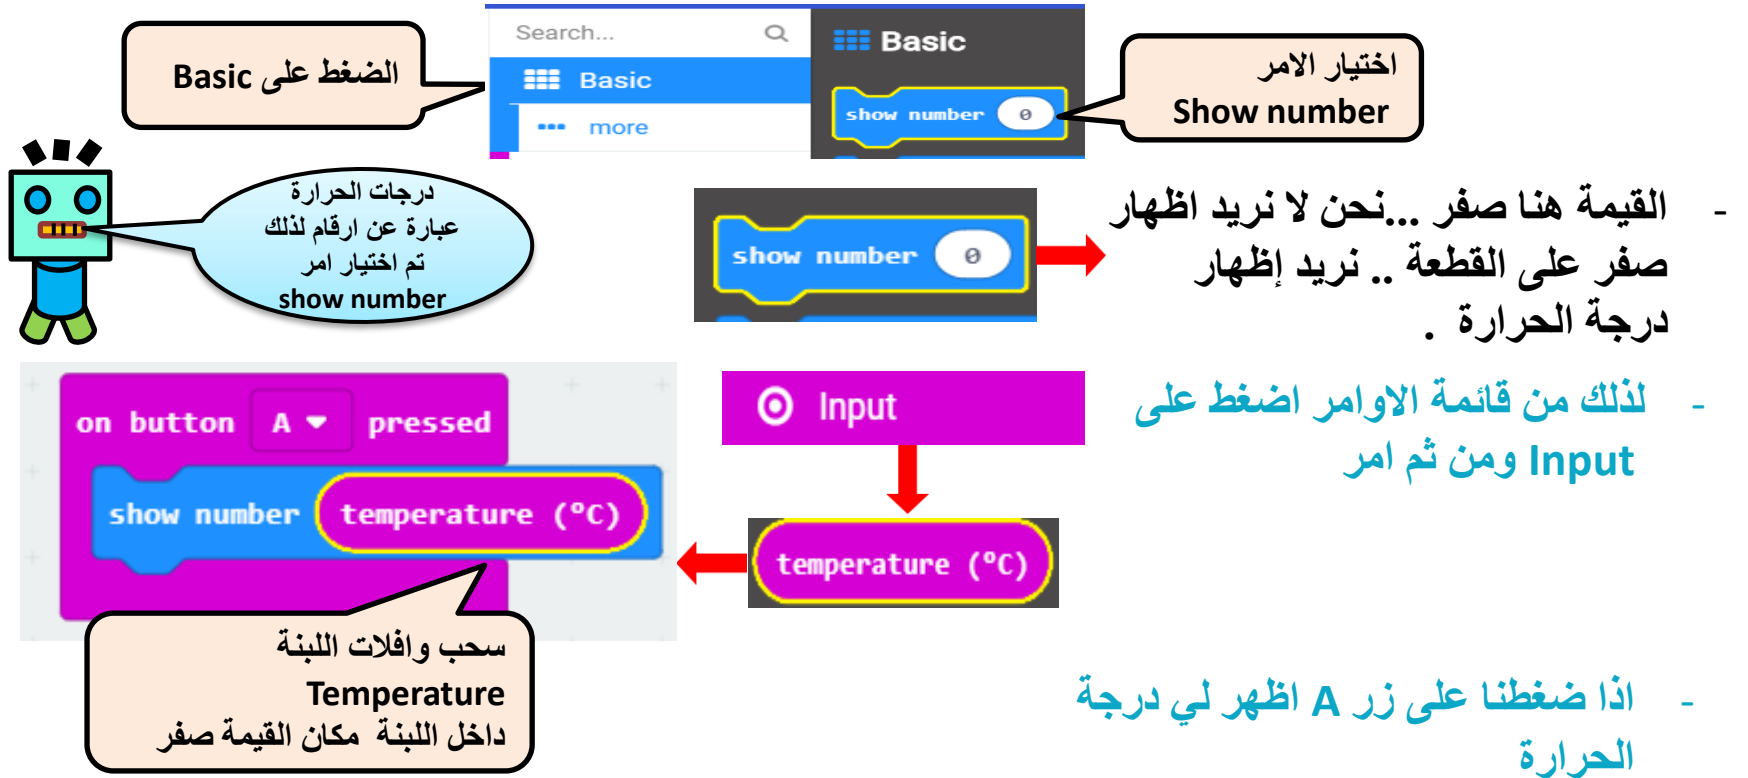 الضغط على Basic
Search...
Basic
more
Basic
show number 0
اختيار الامر
Show number
درجات الحرارة
عبارة عن ارقام لذلك
تم اختيار امر
show number
show number 0
- القيمة هنا صفر ...نحن لا نريد اظهار
صفر على القطعة .. نريد إظهار
درجة الحرارة .
- لذلك من قائمة الاوامر اضغط على
Input ومن ثم امر
Input
temperature (°C)
on button A pressed
show number temperature (°C)
سحب وافلات اللبنة
Temperature
داخل اللبنة مكان القيمة صفر
- اذا ضغطنا على زر A اظهر لي درجة
الحرارة